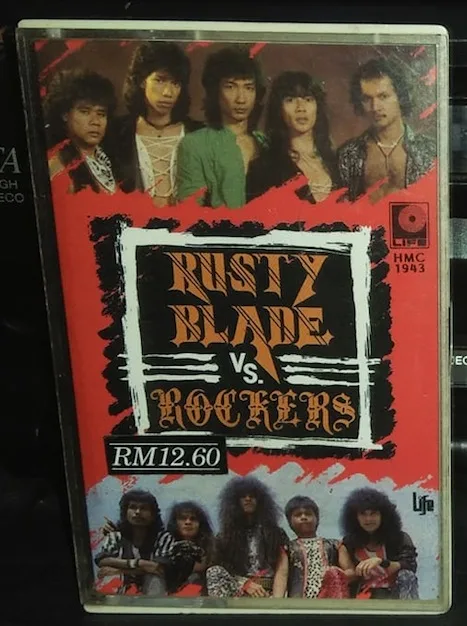 LIFE
HMC
1943
RUSTY
BLADE
VS.
ROCKERS
RM12.60
Life